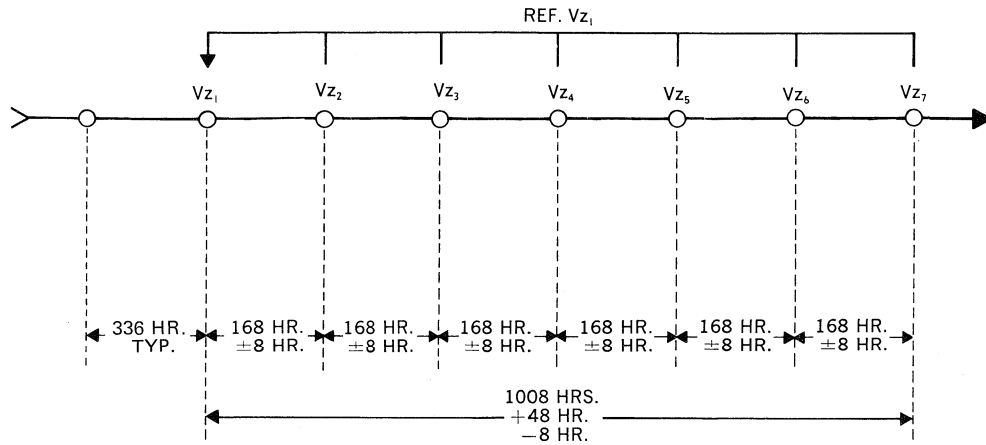 REF. Vz₁
Vz₁ Vz₂ Vz₃ Vz₄ Vz₅ Vz₆ Vz₇
336 HR. 168 HR. 168 HR. 168 HR. 168 HR. 168 HR. 168 HR.
TYP. ±8 HR. ±8 HR. ±8 HR. ±8 HR. ±8 HR. ±8 HR.
1008 HRS.
+48 HR.
−8 HR.